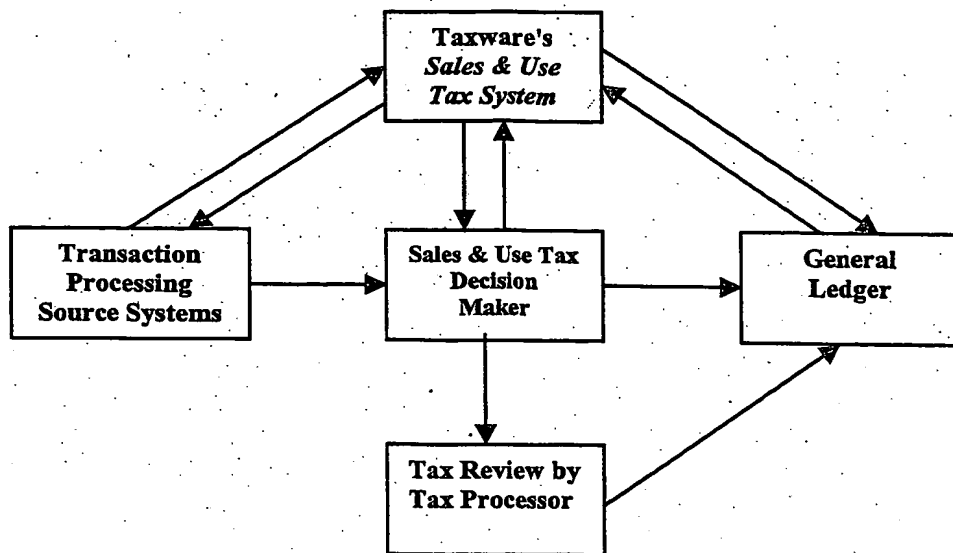 Taxware's
Sales & Use
Tax System
Transaction
Processing
Source Systems
Sales & Use Tax
Decision
Maker
General
Ledger
Tax Review by
Tax Processor